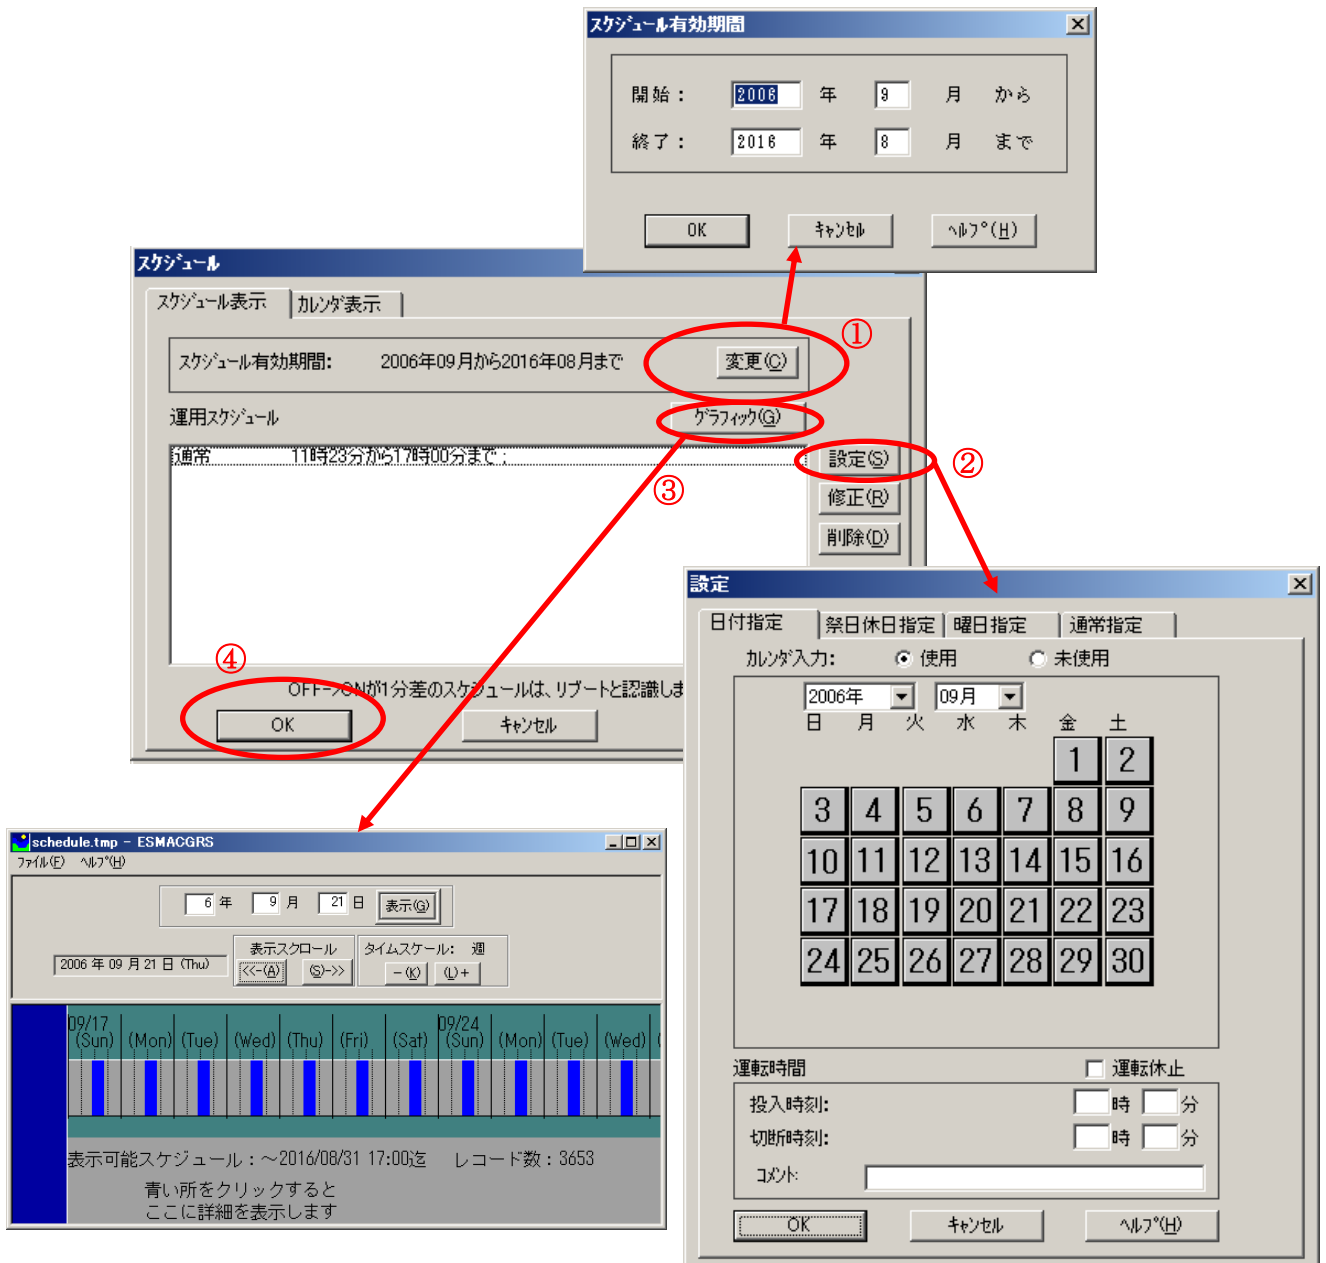 スケジュール有効期間
開始： 2006 年 9 月 から
終了： 2016 年 8 月 まで
OK キャンセル ヘルプ(H)
スケジュール
スケジュール表示 カレンダ表示
①
スケジュール有効期間: 2006年09月から2016年08月まで 変更(C)
運用スケジュール グラフィック(G)
通常 11時23分から17時00分まで ;
設定(S) ②
③
修正(R)
削除(D)
④
OFF->ONが1分差のスケジュールは、リブートと認識しま
OK キャンセル
設定
日付指定 祭日休日指定 曜日指定 通常指定
カレンダ入力: 使用 未使用
2006年 09月
日 月 火 水 木 金 土
1 2
3 4 5 6 7 8 9
10 11 12 13 14 15 16
17 18 19 20 21 22 23
24 25 26 27 28 29 30
運転時間 運転休止
投入時刻: 時 分
切断時刻: 時 分
コメント:
OK キャンセル ヘルプ(H)
schedule.tmp - ESMACGRS
ファイル(F) ヘルプ(H)
6 年 9 月 21 日 表示(G)
表示スクロール タイムスケール: 週
2006 年 09 月 21 日 (Thu) <<-(A) (S)->> -(K) (L)+
09/17 09/24
(Sun) (Mon) (Tue) (Wed) (Thu) (Fri) (Sat) (Sun) (Mon) (Tue) (Wed) (
表示可能スケジュール：～2016/08/31 17:00迄 レコード数：3653
青い所をクリックすると
ここに詳細を表示します